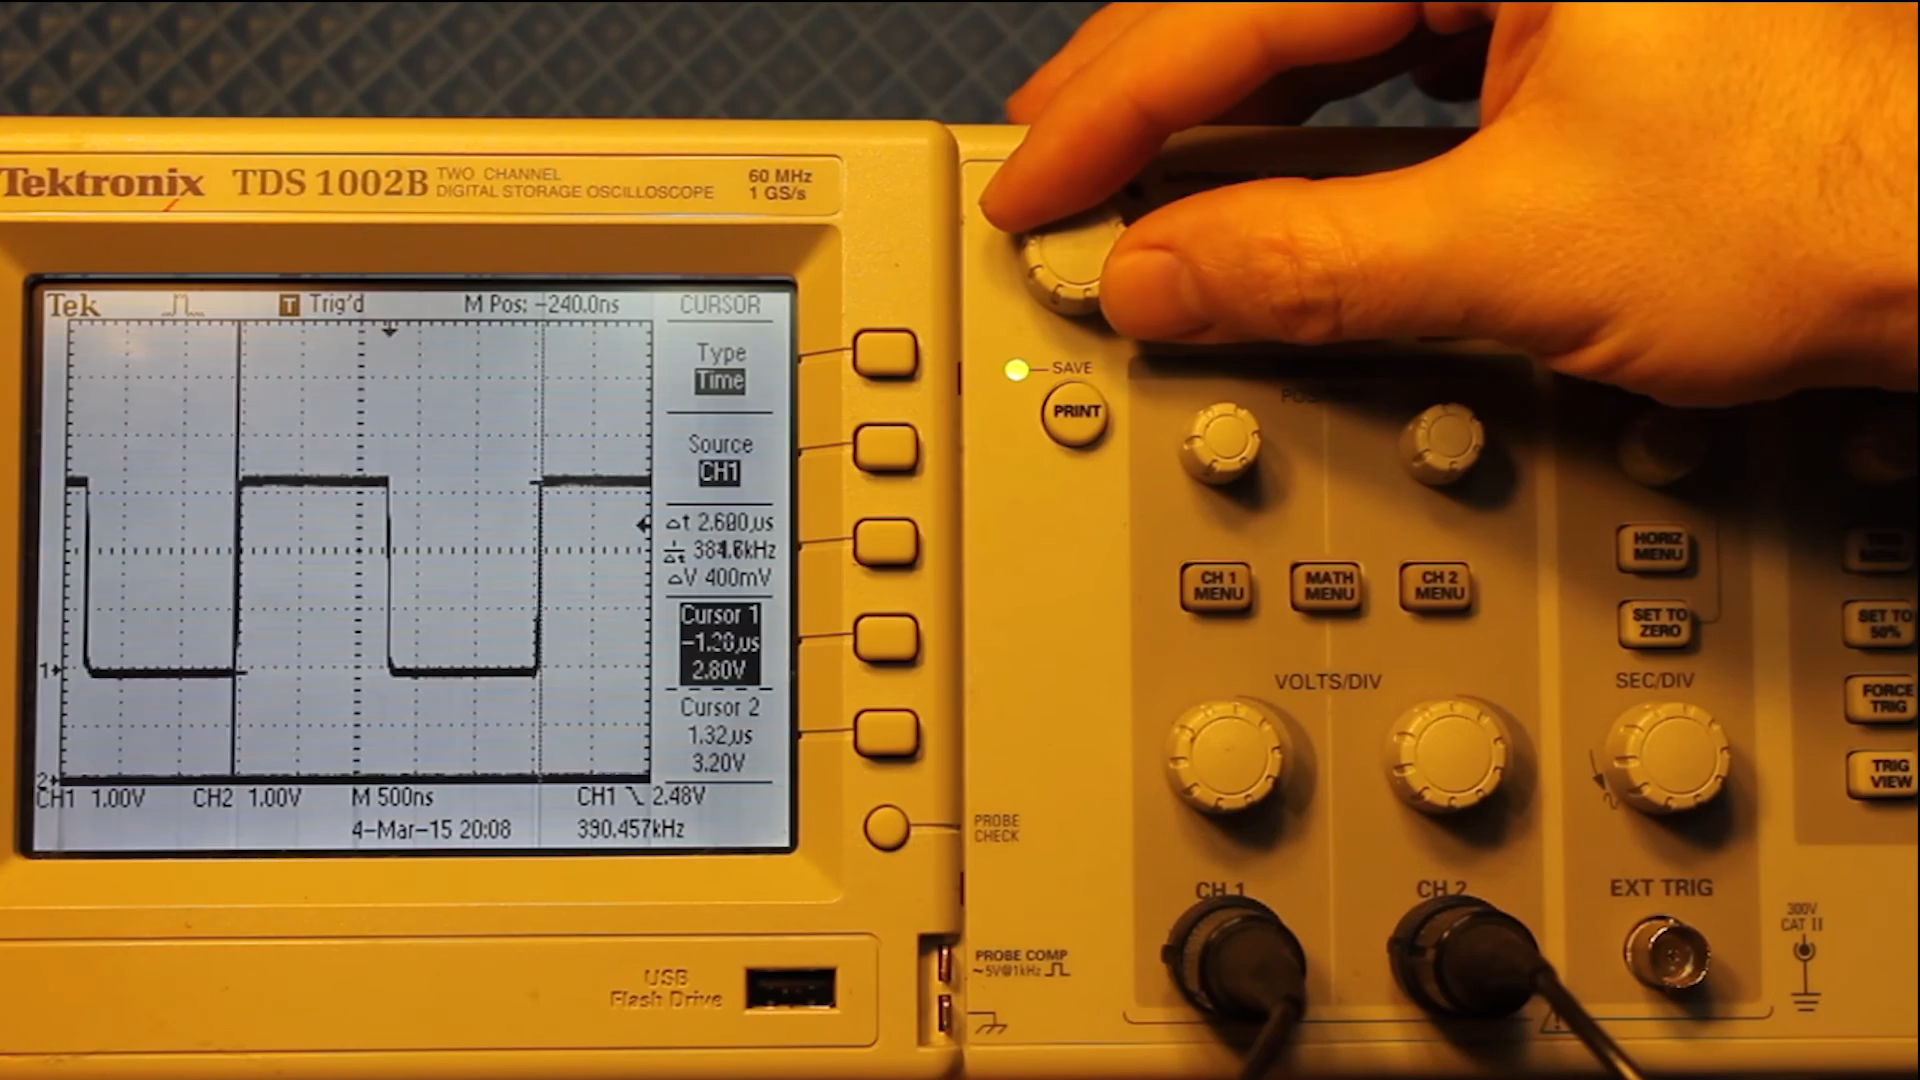 Tektronix TDS 1002B TWO CHANNEL
DIGITAL STORAGE OSCILLOSCOPE
60 MHz
1 GS/s
Tek
T Trig'd
M Pos: -240.0ns
CURSOR
Type
Time
Source
CH1
△t
△V 400mV
Cursor 1
2.80V
Cursor 2
1.32µs
3.20V
1
2
CH1 1.00V
CH2 1.00V
M 500ns
CH1 2.48V
4-Mar-15 20:08
390.457kHz
SAVE
PRINT
CH 1
MENU
MATH
MENU
CH 2
MENU
HORIZ
MENU
SET TO
ZERO
SET TO
50%
FORCE
TRIG
TRIG
VIEW
VOLTS/DIV
SEC/DIV
PROBE
CHECK
CH 1
CH 2
EXT TRIG
300V
CAT II
PROBE COMP
~5V@1kHz
USB
Flash Drive